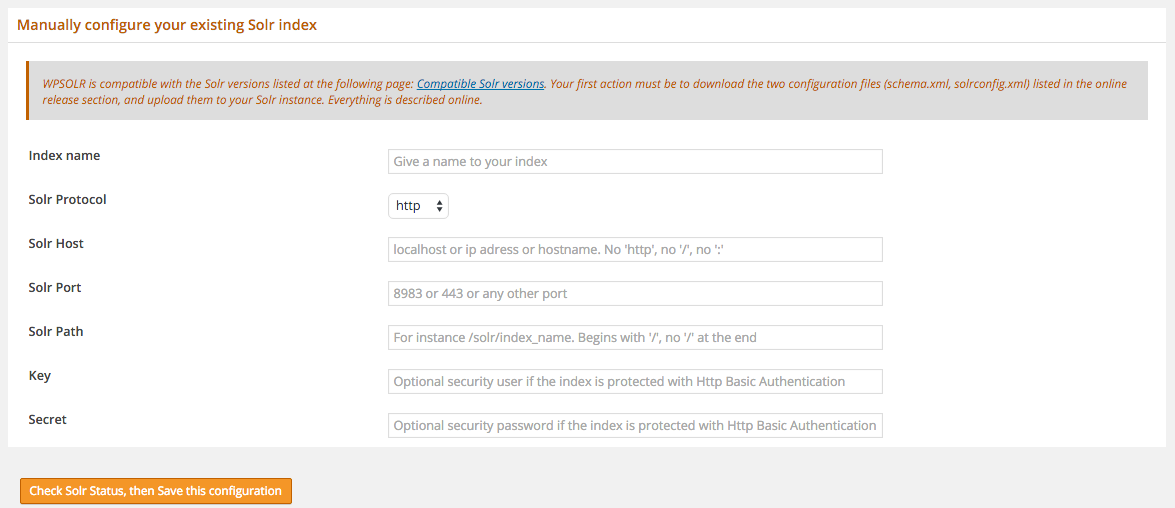 Manually configure your existing Solr index
WPSOLR is compatible with the Solr versions listed at the following page: Compatible Solr versions. Your first action must be to download the two configuration files (schema.xml, solrconfig.xml) listed in the online
release section, and upload them to your Solr instance. Everything is described online.
Index name
Give a name to your index
Solr Protocol
http
Solr Host
localhost or ip adress or hostname. No 'http', no '/', no ':'
Solr Port
8983 or 443 or any other port
Solr Path
For instance /solr/index_name. Begins with '/', no '/' at the end
Key
Optional security user if the index is protected with Http Basic Authentication
Secret
Optional security password if the index is protected with Http Basic Authentication
Check Solr Status, then Save this configuration